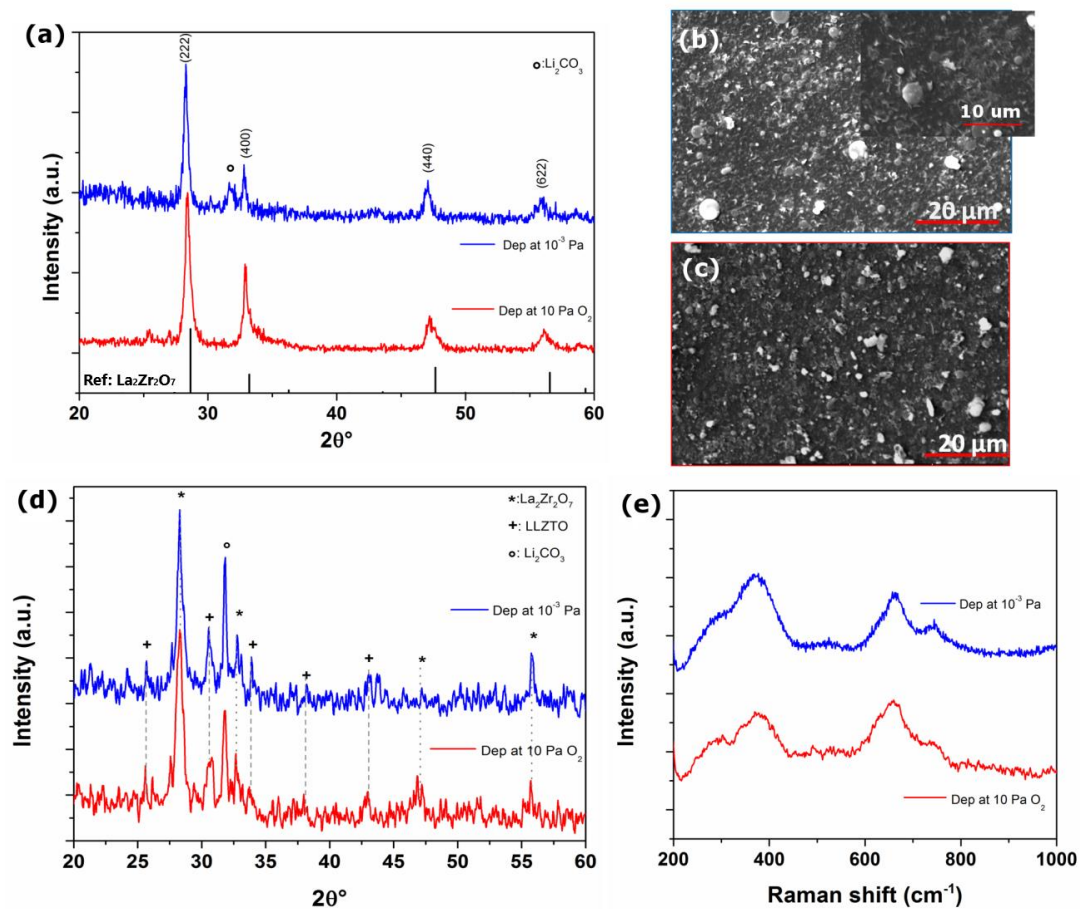 (a)
(222)
o:Li₂CO₃
(400)
(440)
(622)
Dep at 10⁻³ Pa
Dep at 10 Pa O₂
Ref: La₂Zr₂O₇
Intensity (a.u.)
20 30 40 50 60
2θ°
(b)
10 um
20 µm
(c)
20 µm
(d)
*:La₂Zr₂O₇
+: LLZTO
o: Li₂CO₃
Dep at 10⁻³ Pa
Dep at 10 Pa O₂
Intensity (a.u.)
20 25 30 35 40 45 50 55 60
2θ°
(e)
Dep at 10⁻³ Pa
Dep at 10 Pa O₂
Intensity (a.u.)
200 400 600 800 1000
Raman shift (cm⁻¹)